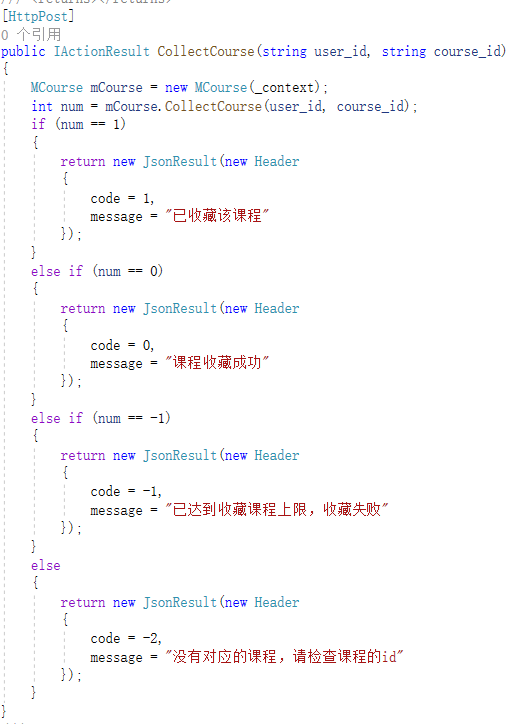 /// <returns></returns>
[HttpPost]
0 个引用
public IActionResult CollectCourse(string user_id, string course_id)
{
MCourse mCourse = new MCourse(_context);
int num = mCourse.CollectCourse(user_id, course_id);
if (num == 1)
{
return new JsonResult(new Header
{
code = 1,
message = "已收藏该课程"
});
}
else if (num == 0)
{
return new JsonResult(new Header
{
code = 0,
message = "课程收藏成功"
});
}
else if (num == -1)
{
return new JsonResult(new Header
{
code = -1,
message = "已达到收藏课程上限，收藏失败"
});
}
else
{
return new JsonResult(new Header
{
code = -2,
message = "没有对应的课程，请检查课程的id"
});
}
}